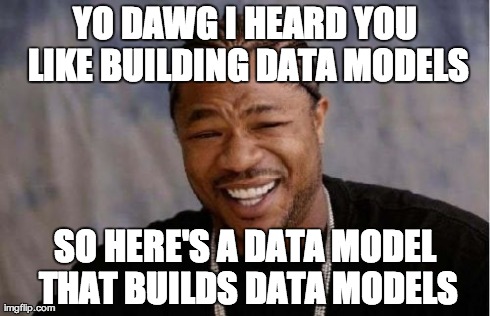 YO DAWG I HEARD YOU
LIKE BUILDING DATA MODELS
SO HERE'S A DATA MODEL
THAT BUILDS DATA MODELS
imgflip.com